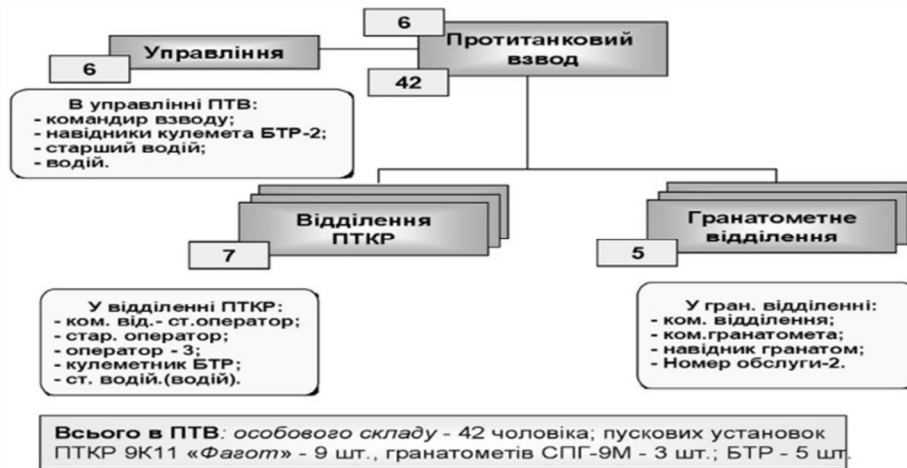 6
Протитанковий
взвод
Управління
6
42
В управлінні ПТВ:
- командир взводу;
- навідники кулемета БТР-2;
- старший водій;
- водій.
Відділення
ПТКР
7
Гранатометне
відділення
5
У відділенні ПТКР:
- ком. від.- ст.оператор;
- стар. оператор;
- оператор - 3;
- кулеметник БТР;
- ст. водій.(водій).
У гран. відділенні:
- ком. відділення;
- ком.гранатомета;
- навідник гранатом;
- Номер обслуги-2.
Всього в ПТВ: особового складу - 42 чоловіка; пускових установок
ПТКР 9К11 «Фагот» - 9 шт., гранатометів СПГ-9М - 3 шт.; БТР - 5 шт.